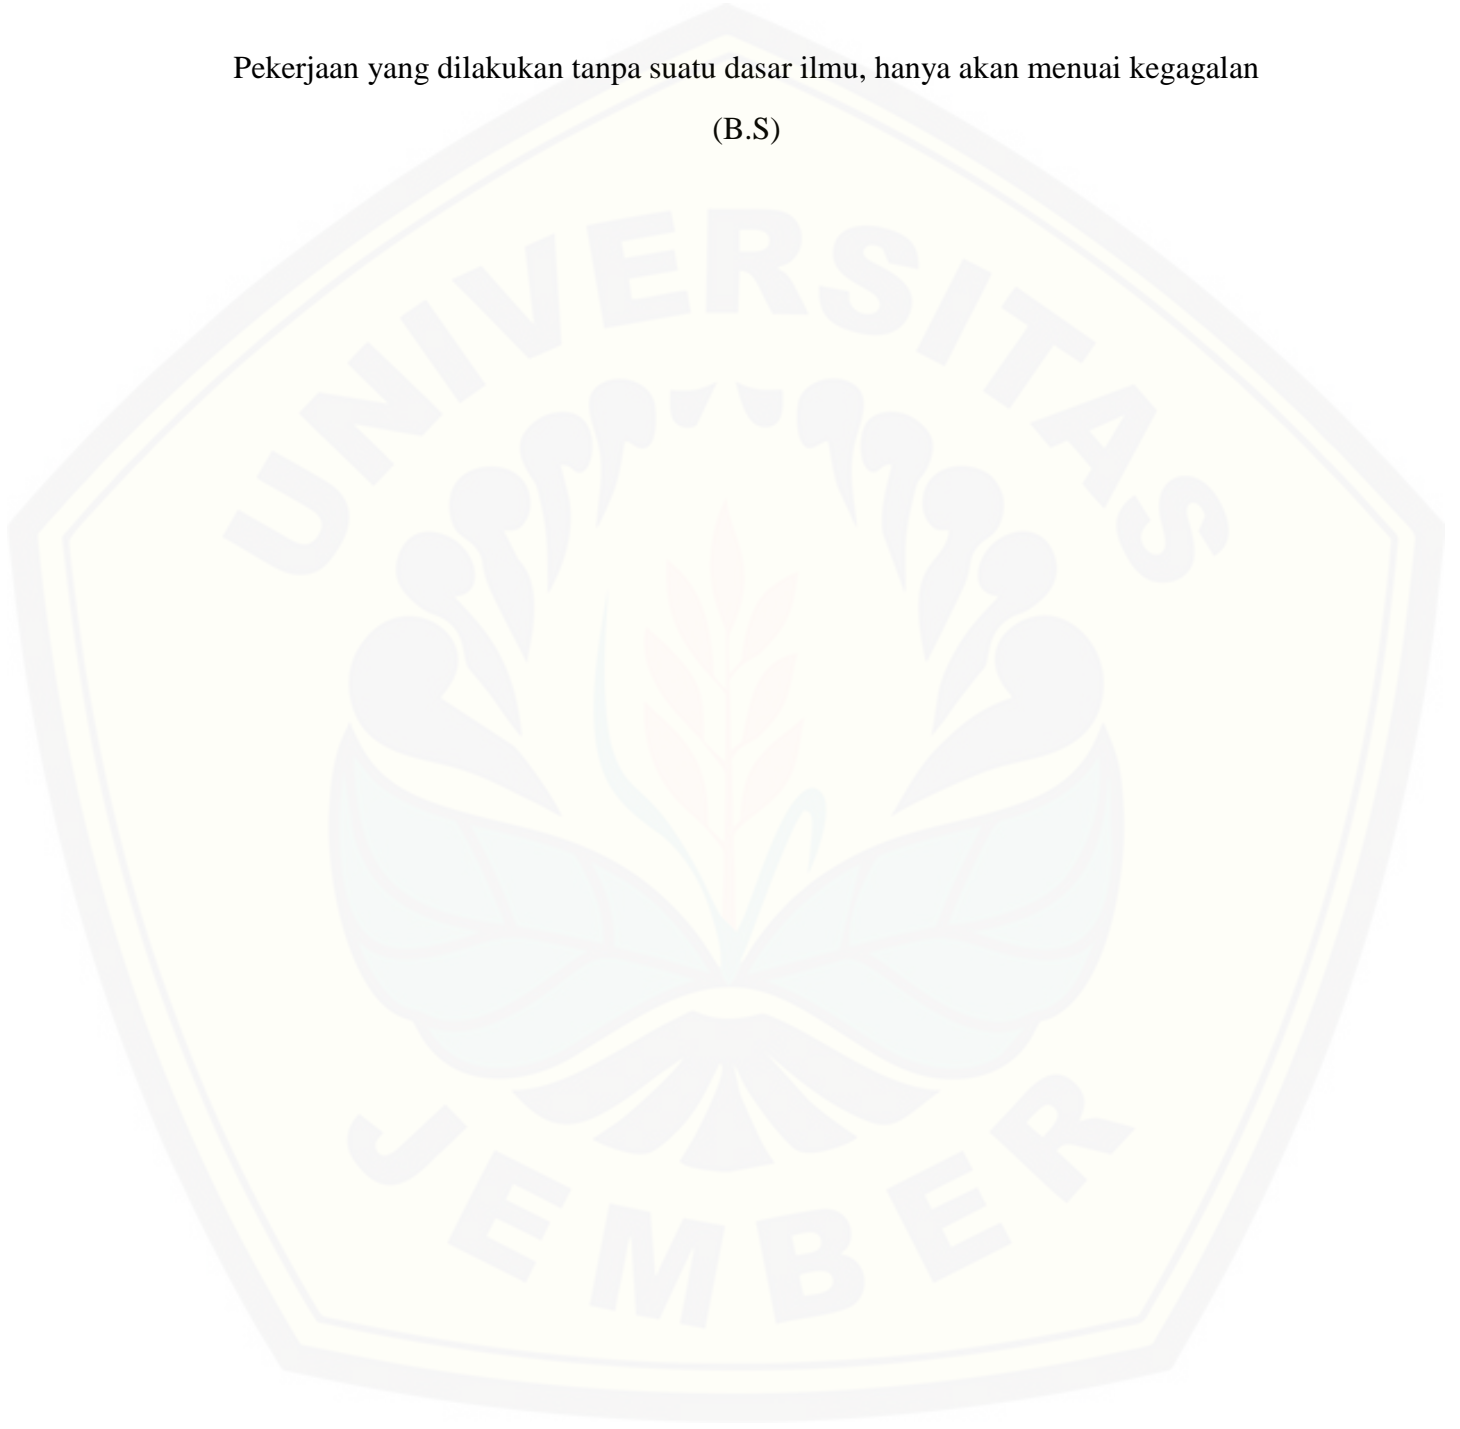 Pekerjaan yang dilakukan tanpa suatu dasar ilmu, hanya akan menuai kegagalan
(B.S)
UNIVERSITAS
JEMBER